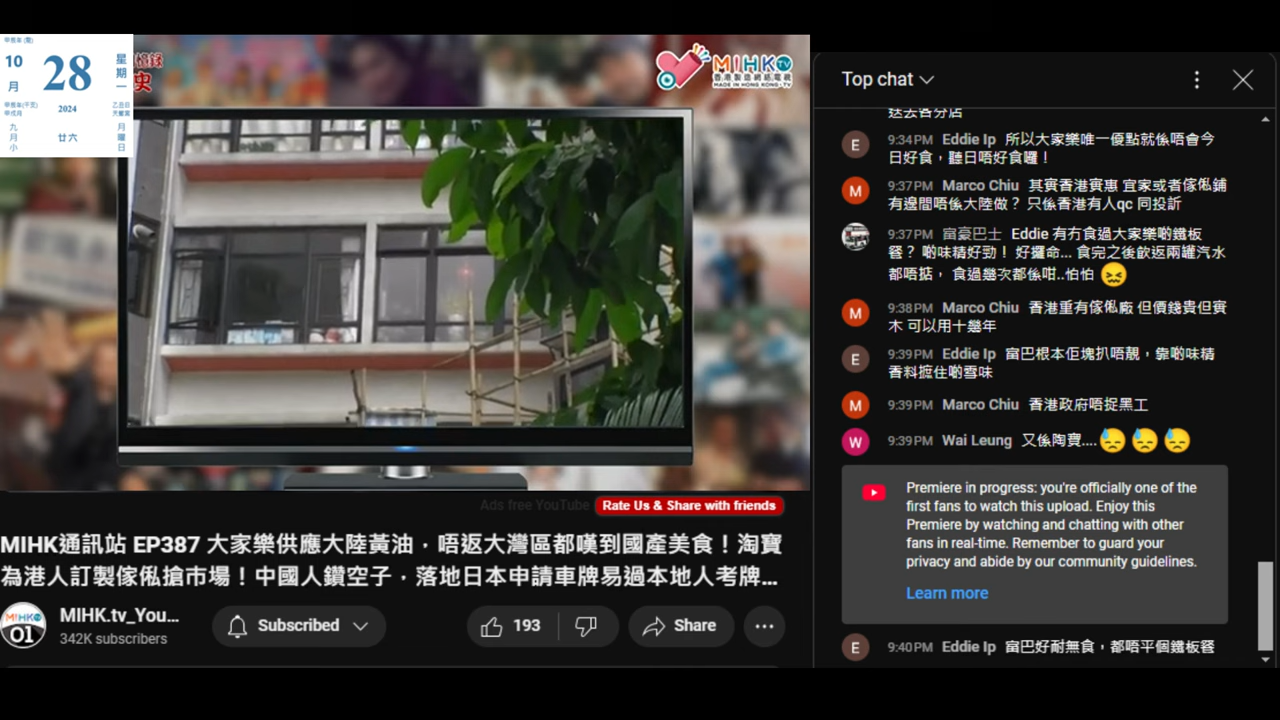 甲辰年(龍)
10
月
28
星期一
2024
九月小
廿六
月曜日
史
MIHK TV
香港製造網絡電視
MADE IN HONG KONG . TV
Ads free YouTube
Rate Us & Share with friends
MIHK通訊站 EP387 大家樂供應大陸黃油．唔返大灣區都嘆到國產美食！淘寶
為港人訂製傢俬搶市場！中國人鑽空子．落地日本申請車牌易過本地人考牌...
MIHK TV
01
MIHK.tv_You...
342K subscribers
Subscribed
193
Share
Top chat
送去各分店
E
9:34 PM Eddie Ip 所以大家樂唯一優點就係唔會今
日好食，聽日唔好食囉！
M
9:37 PM Marco Chiu 其實香港實惠 宜家或者傢俬舖
有邊間唔係大陸做？ 只係香港有人qc 同投訢
9:37 PM 富豪巴士 Eddie 有冇食過大家樂啲鐵板
餐？ 啲味精好勁！ 好攞命... 食完之後飲返兩罐汽水
都唔掂， 食過幾次都係咁..怕怕 😖
M
9:38 PM Marco Chiu 香港重有傢俬廠 但價錢貴但實
木 可以用十幾年
E
9:39 PM Eddie Ip 富巴根本佢塊扒唔靚，靠啲味精
香料摭住啲雪味
M
9:39 PM Marco Chiu 香港政府唔捉黑工
W
9:39 PM Wai Leung 又係陶寶....😓😓😓
Premiere in progress: you're officially one of the
first fans to watch this upload. Enjoy this
Premiere by watching and chatting with other
fans in real-time. Remember to guard your
privacy and abide by our community guidelines.
Learn more
E
9:40 PM Eddie Ip 富巴好耐無食，都唔平個鐵板餐